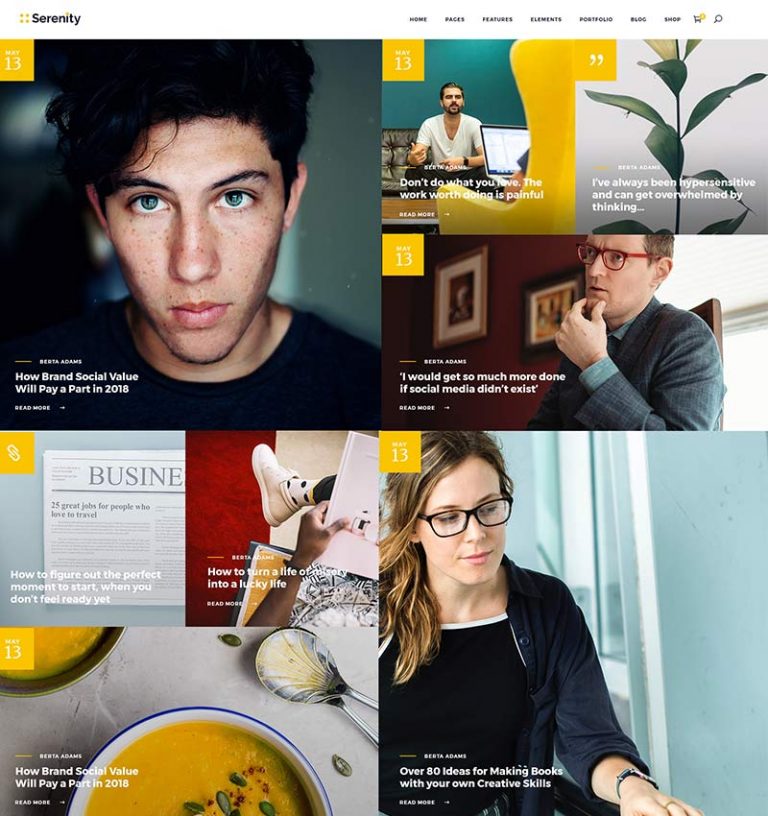 Serenity
HOME PAGES FEATURES ELEMENTS PORTFOLIO BLOG SHOP
MAY
13
BERTA ADAMS
How Brand Social Value
Will Pay a Part in 2018
READ MORE
MAY
13
BERTA ADAMS
Don't do what you love. The
work worth doing is painful
READ MORE
”
BERTA ADAMS
I've always been hypersensitive
and can get overwhelmed by
thinking...
MAY
13
BERTA ADAMS
‘I would get so much more done
if social media didn’t exist’
READ MORE
BUSINE
25 great jobs for people who
love to travel
How to figure out the perfect
moment to start, when you
don't feel ready yet
BERTA ADAMS
How to turn a life of misery
into a lucky life
READ MORE
MAY
13
BERTA ADAMS
Over 80 Ideas for Making Books
with your own Creative Skills
READ MORE
MAY
13
BERTA ADAMS
How Brand Social Value
Will Pay a Part in 2018
READ MORE